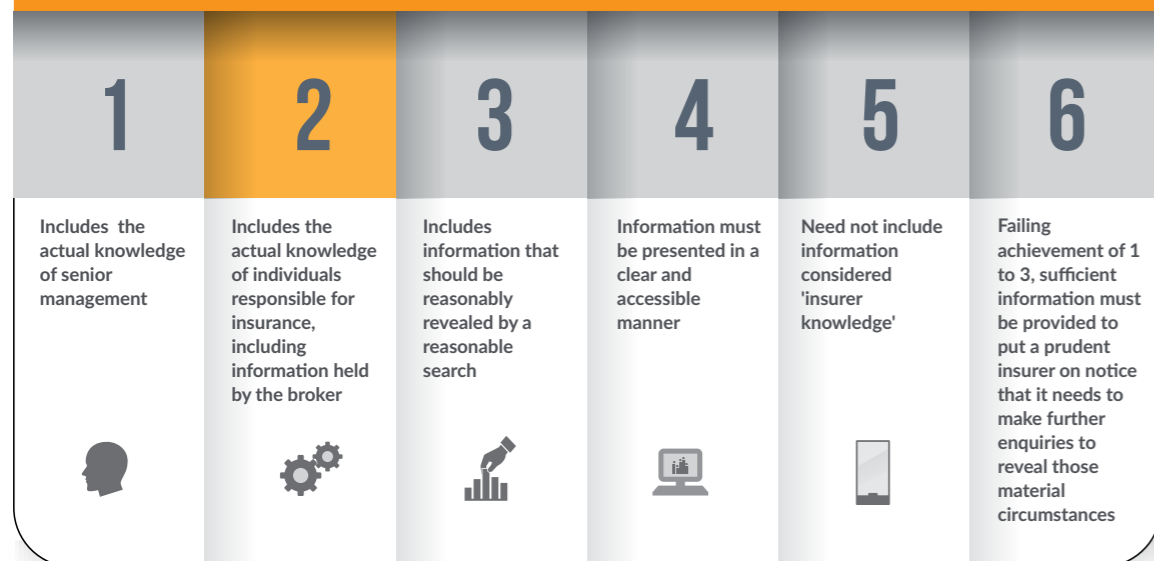 1
Includes the
actual knowledge
of senior
management
2
Includes the
actual knowledge
of individuals
responsible for
insurance,
including
information held
by the broker
3
Includes
information that
should be
reasonably
revealed by a
reasonable
search
4
Information must
be presented in a
clear and
accessible
manner
5
Need not include
information
considered
'insurer
knowledge'
6
Failing
achievement of 1
to 3, sufficient
information must
be provided to
put a prudent
insurer on notice
that it needs to
make further
enquiries to
reveal those
material
circumstances